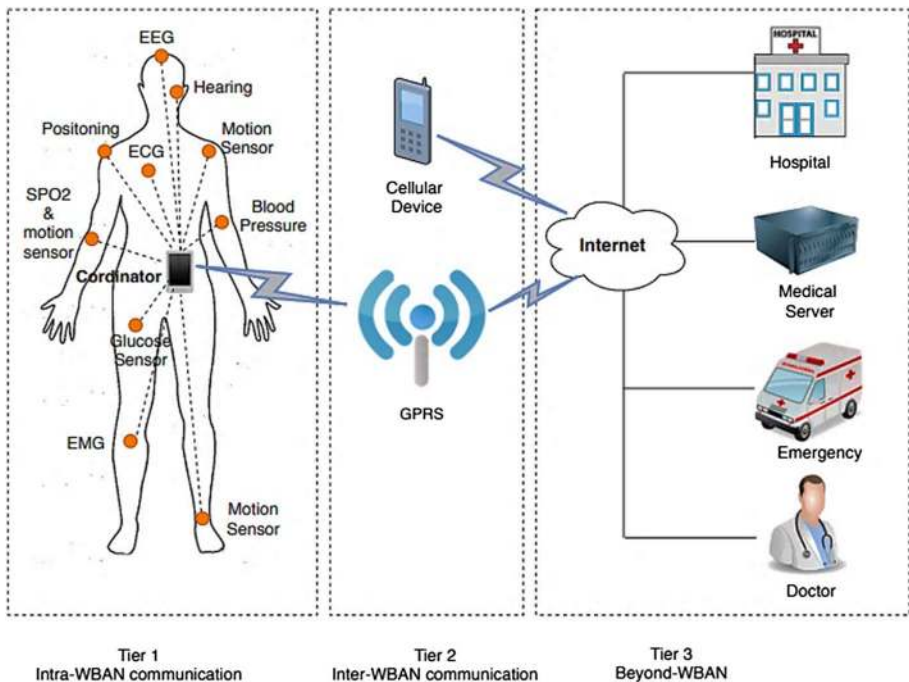 EEG
Hearing
Positoning
ECG
Motion
Sensor
SPO2
&
motion
sensor
Blood
Pressure
Cordinator
Glucose
Sensor
EMG
Motion
Sensor
Cellular
Device
GPRS
Internet
HOSPITAL
Hospital
Medical
Server
Emergency
Doctor
Tier 1
Intra-WBAN communication
Tier 2
Inter-WBAN communication
Tier 3
Beyond-WBAN